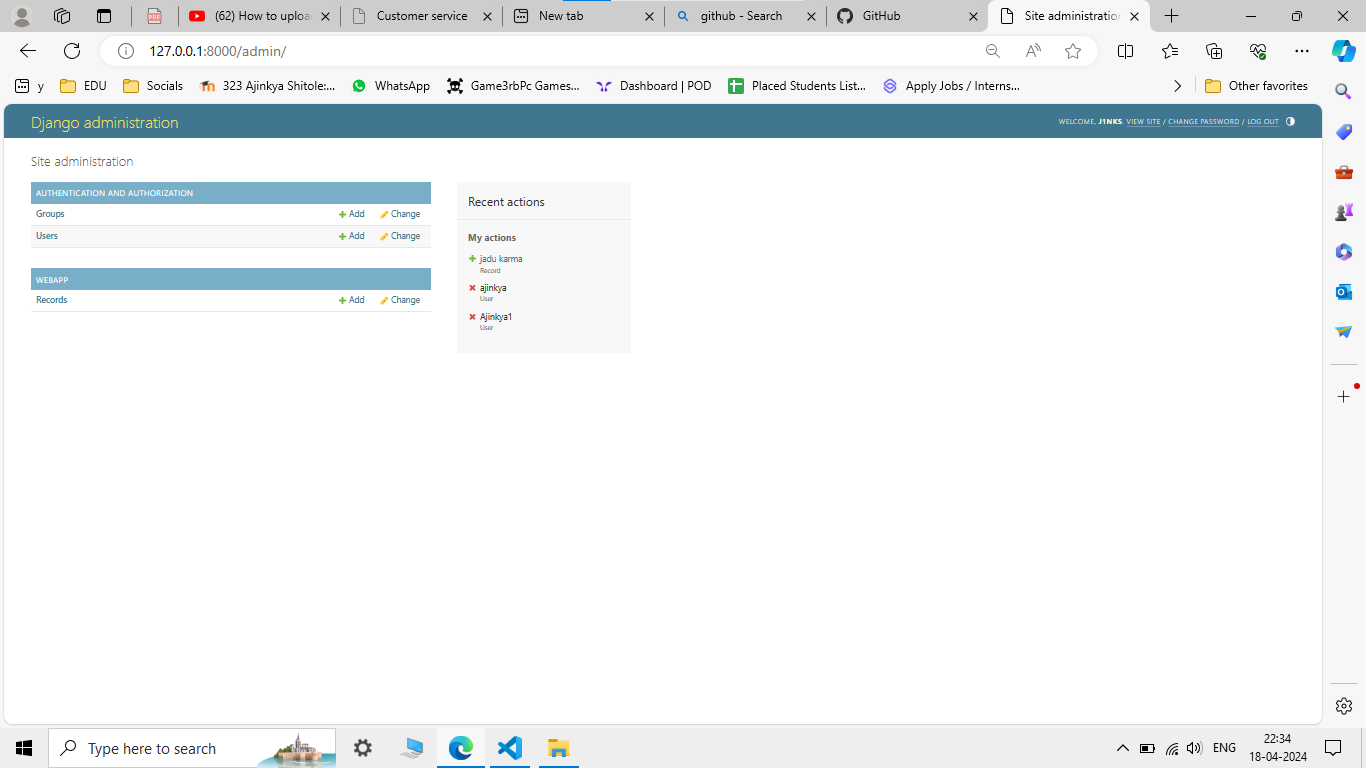 PDF
(62) How to uploa
Customer service
New tab
github - Search
GitHub
Site administration
127.0.0.1:8000/admin/
y
EDU
Socials
323 Ajinkya Shitole:...
WhatsApp
Game3rbPc Games...
Dashboard | POD
Placed Students List...
Apply Jobs / Interns...
Other favorites
Django administration
WELCOME, J1NKS. VIEW SITE / CHANGE PASSWORD / LOG OUT
Site administration
AUTHENTICATION AND AUTHORIZATION
Groups Add Change
Users Add Change
WEBAPP
Records Add Change
Recent actions
My actions
jadu karma
Record
ajinkya
User
Ajinkya1
User
Type here to search
ENG
22:34
18-04-2024